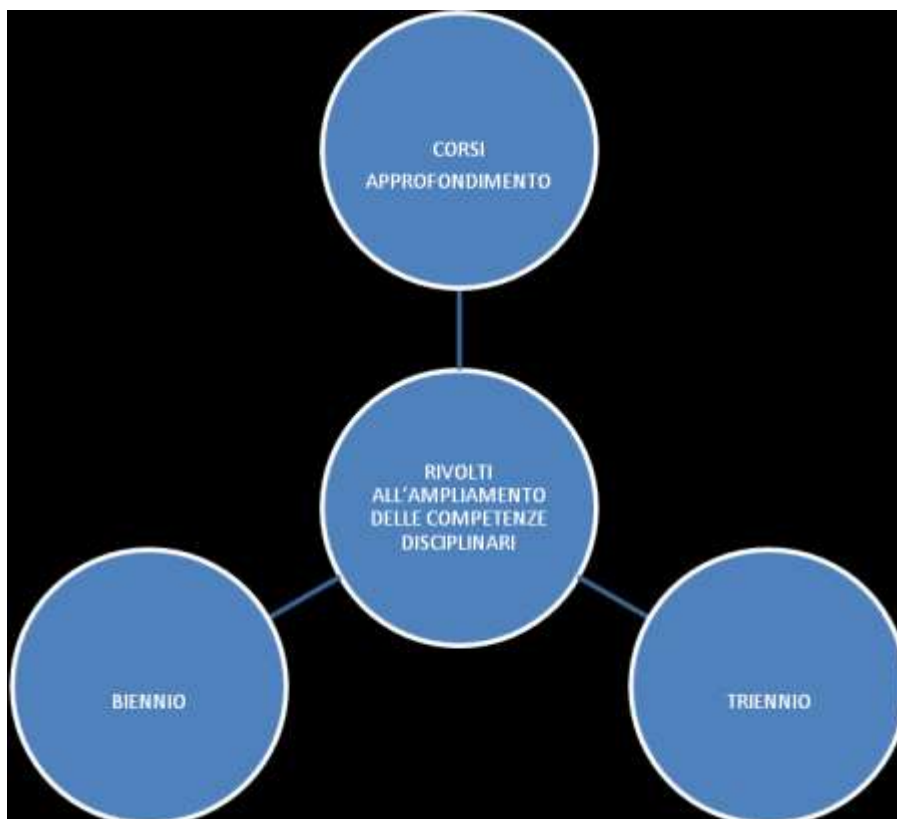 CORSI
APPROFONDIMENTO
RIVOLTI
ALL'AMPLIAMENTO
DELLE COMPETENZE
DISCIPLINARI
BIENNIO
TRIENNIO